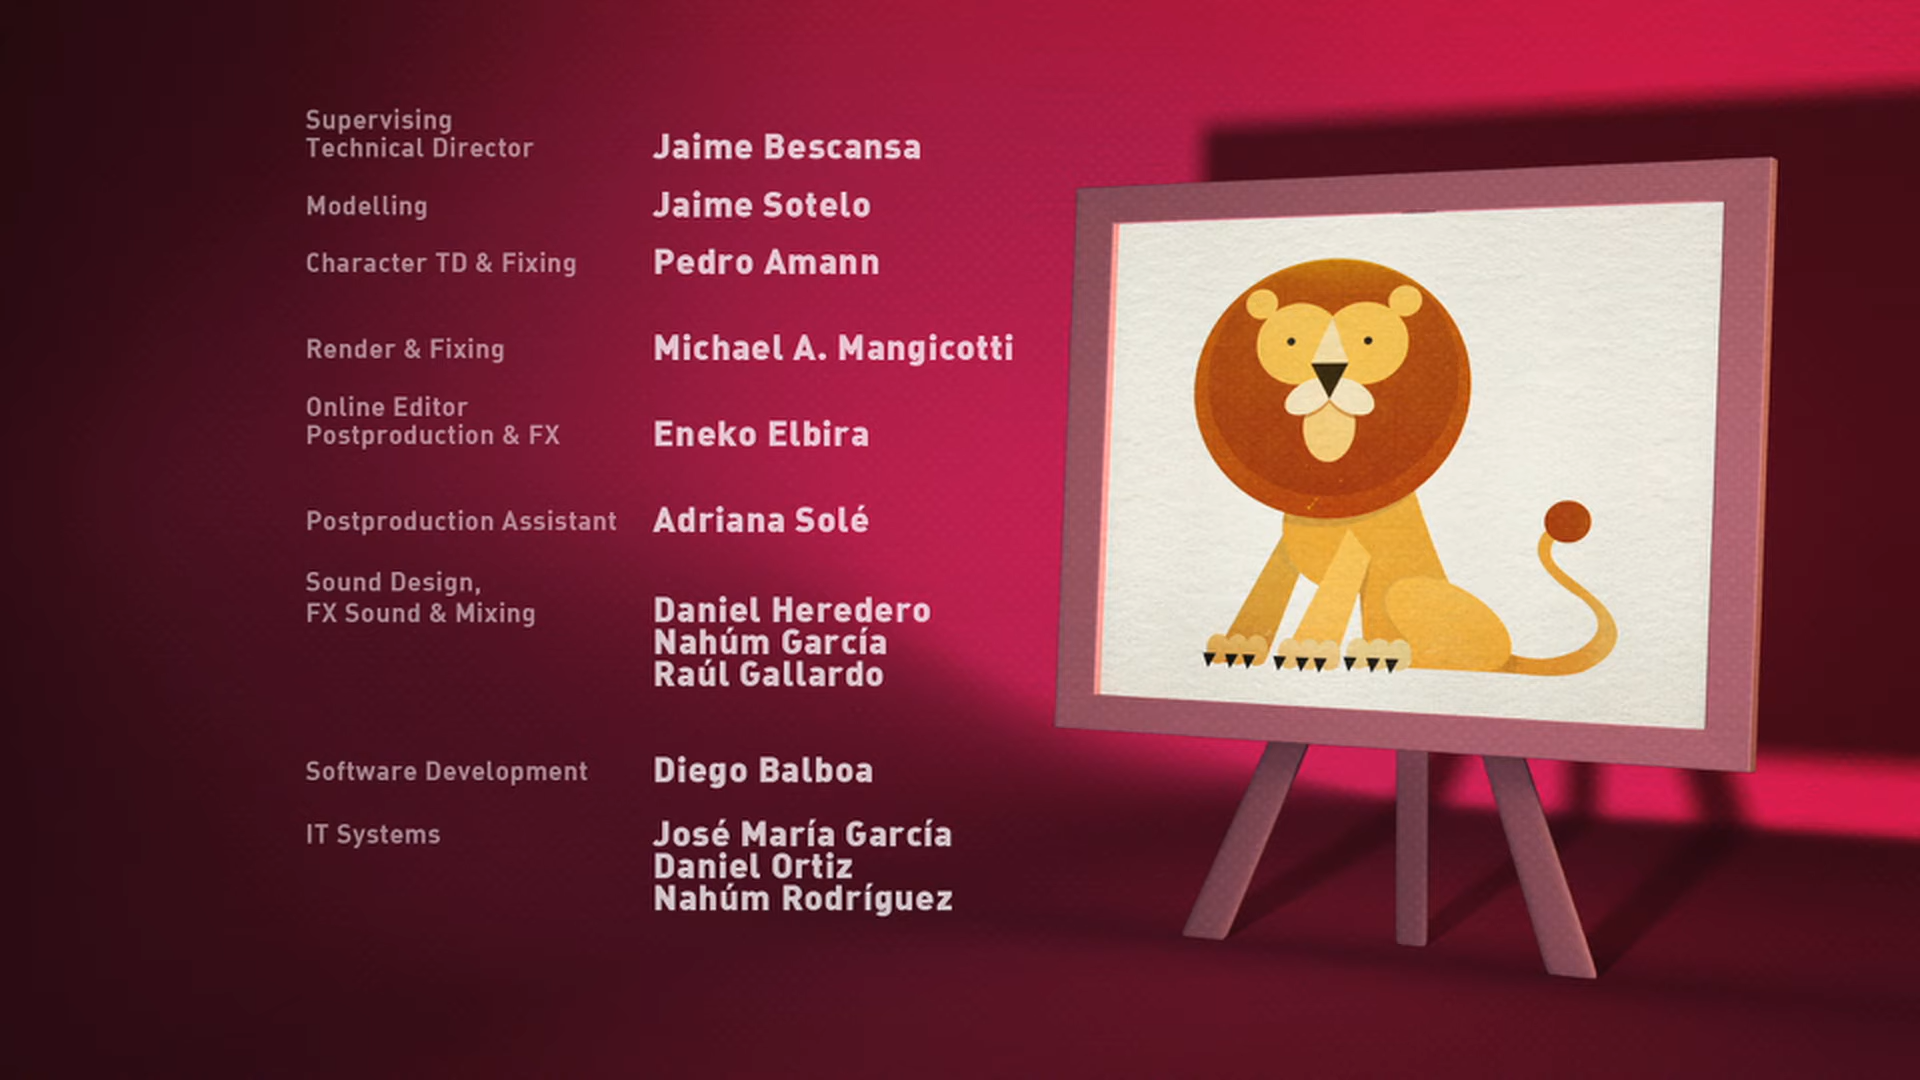 Supervising
Technical Director
Jaime Bescansa
Modelling
Jaime Sotelo
Character TD & Fixing
Pedro Amann
Render & Fixing
Michael A. Mangicotti
Online Editor
Postproduction & FX
Eneko Elbira
Postproduction Assistant
Adriana Solé
Sound Design,
FX Sound & Mixing
Daniel Heredero
Nahúm García
Raúl Gallardo
Software Development
Diego Balboa
IT Systems
José María García
Daniel Ortiz
Nahúm Rodríguez